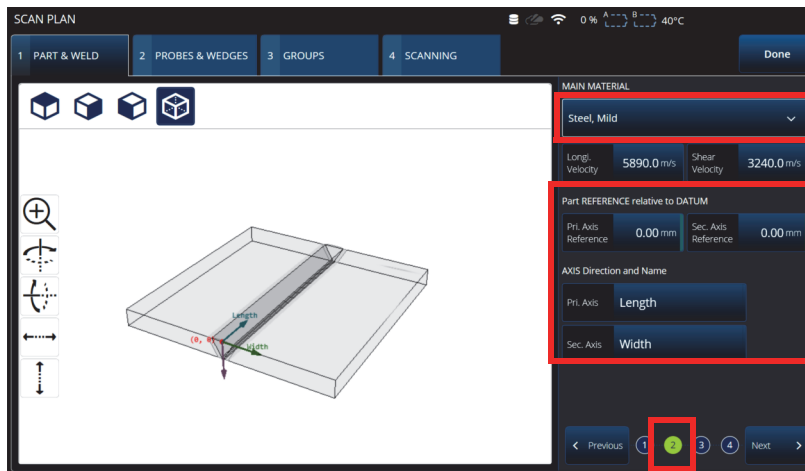 SCAN PLAN
0 % A B 40°C
1 PART & WELD 2 PROBES & WEDGES 3 GROUPS 4 SCANNING Done
MAIN MATERIAL
Steel, Mild
Longi. Velocity 5890.0 m/s Shear Velocity 3240.0 m/s
Part REFERENCE relative to DATUM
Pri. Axis Reference 0.00 mm Sec. Axis Reference 0.00 mm
AXIS Direction and Name
Pri. Axis Length
Sec. Axis Width
Length
(0, 0)
Width
Previous 1 2 3 4 Next